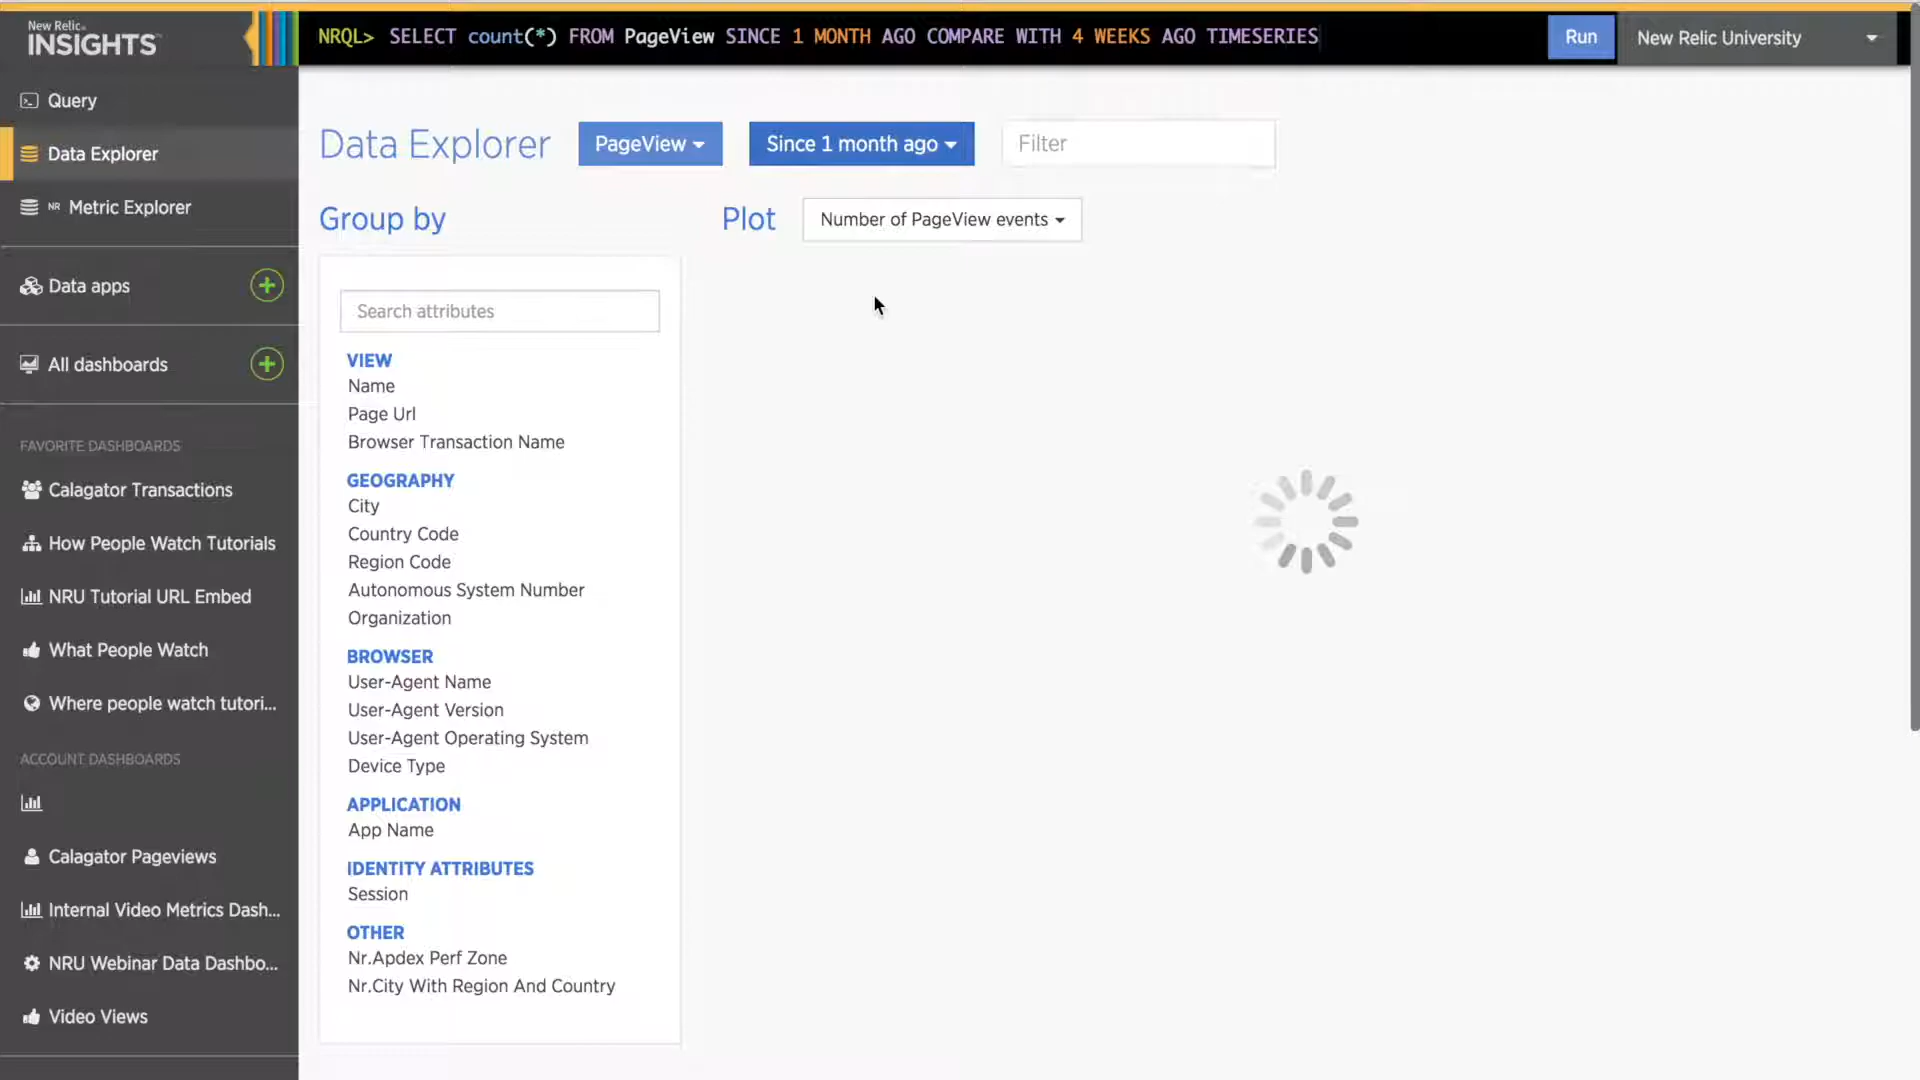 New Relic
INSIGHTS
NRQL> SELECT count(*) FROM PageView SINCE 1 MONTH AGO COMPARE WITH 4 WEEKS AGO TIMESERIES
Run
New Relic University
Query
Data Explorer
NR Metric Explorer
Data apps
All dashboards
FAVORITE DASHBOARDS
Calagator Transactions
How People Watch Tutorials
NRU Tutorial URL Embed
What People Watch
Where people watch tutori...
ACCOUNT DASHBOARDS
Calagator Pageviews
Internal Video Metrics Dash...
NRU Webinar Data Dashbo...
Video Views
Data Explorer
PageView
Since 1 month ago
Filter
Group by
Plot
Number of PageView events
Search attributes
VIEW
Name
Page Url
Browser Transaction Name
GEOGRAPHY
City
Country Code
Region Code
Autonomous System Number
Organization
BROWSER
User-Agent Name
User-Agent Version
User-Agent Operating System
Device Type
APPLICATION
App Name
IDENTITY ATTRIBUTES
Session
OTHER
Nr.Apdex Perf Zone
Nr.City With Region And Country